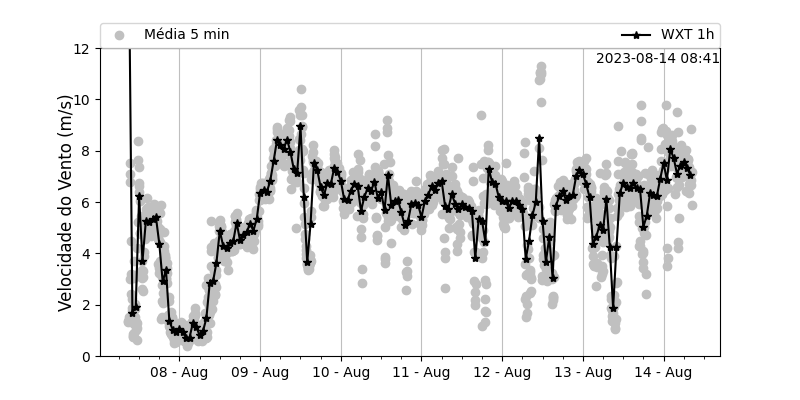 Média 5 min
WXT 1h
2023-08-14 08:41
Velocidade do Vento (m/s)
12
10
8
6
4
2
0
08 - Aug
09 - Aug
10 - Aug
11 - Aug
12 - Aug
13 - Aug
14 - Aug